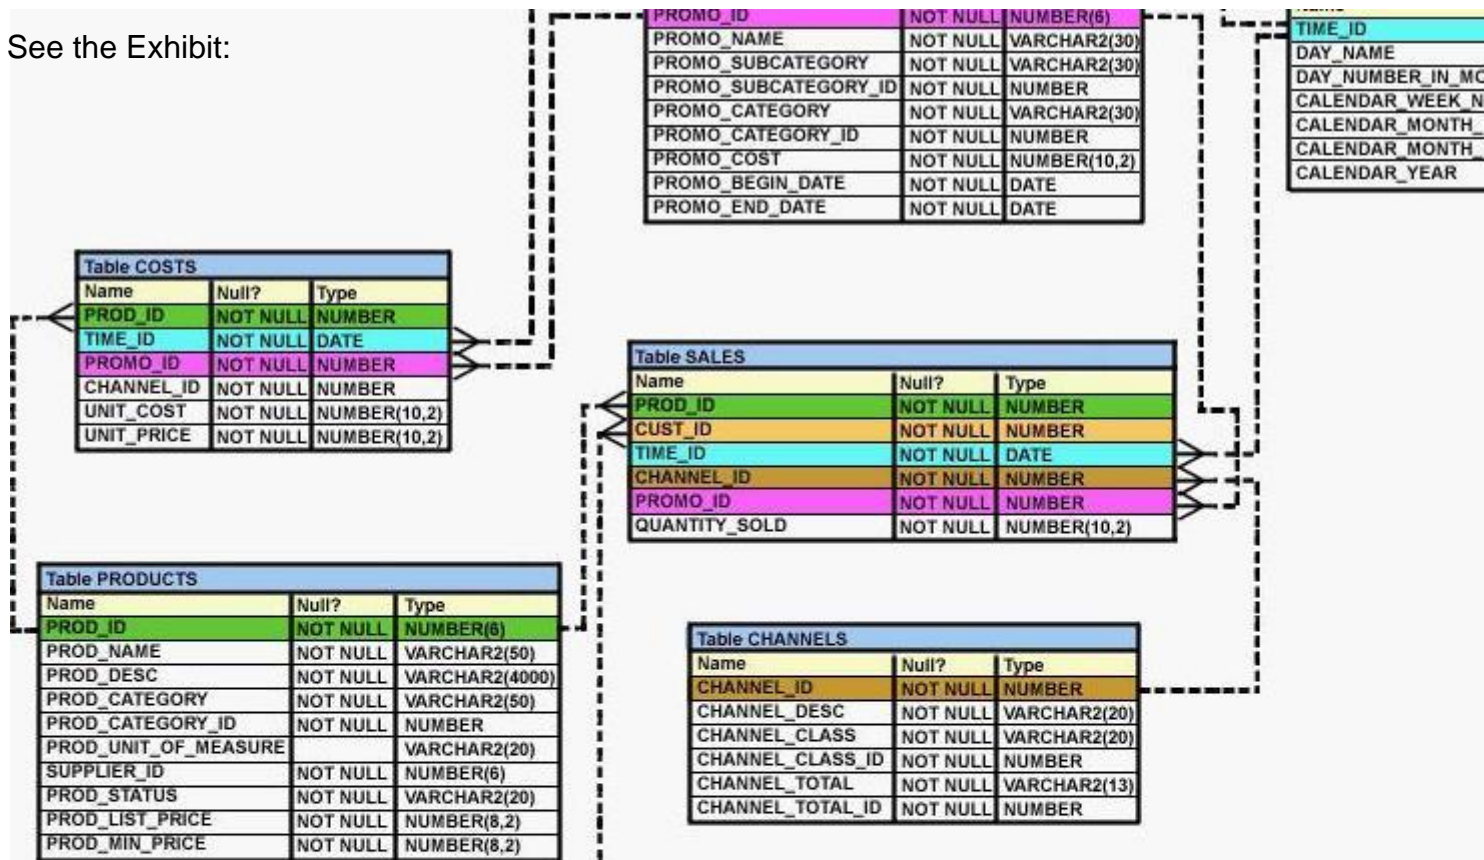 See the Exhibit:
PROMO_ID NOT NULL NUMBER(6)
PROMO_NAME NOT NULL VARCHAR2(30)
PROMO_SUBCATEGORY NOT NULL VARCHAR2(30)
PROMO_SUBCATEGORY_ID NOT NULL NUMBER
PROMO_CATEGORY NOT NULL VARCHAR2(30)
PROMO_CATEGORY_ID NOT NULL NUMBER
PROMO_COST NOT NULL NUMBER(10,2)
PROMO_BEGIN_DATE NOT NULL DATE
PROMO_END_DATE NOT NULL DATE
TIME_ID
DAY_NAME
DAY_NUMBER_IN_MO
CALENDAR_WEEK_N
CALENDAR_MONTH_
CALENDAR_MONTH_
CALENDAR_YEAR
Table COSTS
Name Null? Type
PROD_ID NOT NULL NUMBER
TIME_ID NOT NULL DATE
PROMO_ID NOT NULL NUMBER
CHANNEL_ID NOT NULL NUMBER
UNIT_COST NOT NULL NUMBER(10,2)
UNIT_PRICE NOT NULL NUMBER(10,2)
Table SALES
Name Null? Type
PROD_ID NOT NULL NUMBER
CUST_ID NOT NULL NUMBER
TIME_ID NOT NULL DATE
CHANNEL_ID NOT NULL NUMBER
PROMO_ID NOT NULL NUMBER
QUANTITY_SOLD NOT NULL NUMBER(10,2)
Table PRODUCTS
Name Null? Type
PROD_ID NOT NULL NUMBER(6)
PROD_NAME NOT NULL VARCHAR2(50)
PROD_DESC NOT NULL VARCHAR2(4000)
PROD_CATEGORY NOT NULL VARCHAR2(50)
PROD_CATEGORY_ID NOT NULL NUMBER
PROD_UNIT_OF_MEASURE VARCHAR2(20)
SUPPLIER_ID NOT NULL NUMBER(6)
PROD_STATUS NOT NULL VARCHAR2(20)
PROD_LIST_PRICE NOT NULL NUMBER(8,2)
PROD_MIN_PRICE NOT NULL NUMBER(8,2)
Table CHANNELS
Name Null? Type
CHANNEL_ID NOT NULL NUMBER
CHANNEL_DESC NOT NULL VARCHAR2(20)
CHANNEL_CLASS NOT NULL VARCHAR2(20)
CHANNEL_CLASS_ID NOT NULL NUMBER
CHANNEL_TOTAL NOT NULL VARCHAR2(13)
CHANNEL_TOTAL_ID NOT NULL NUMBER